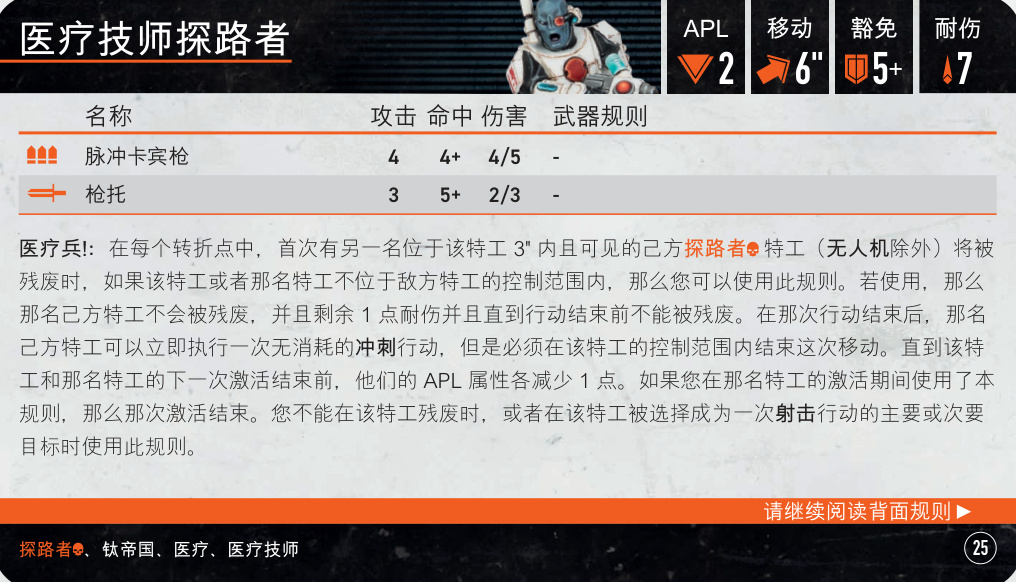 医疗技师探路者
APL 移动 豁免 耐伤
2 6" 5+ 7
名称 攻击 命中 伤害 武器规则
脉冲卡宾枪 4 4+ 4/5 -
枪托 3 5+ 2/3 -
医疗兵!：在每个转折点中，首次有另一名位于该特工 3" 内且可见的己方探路者特工（无人机除外）将被
残废时，如果该特工或者那名特工不位于敌方特工的控制范围内，那么您可以使用此规则。若使用，那么
那名己方特工不会被残废，并且剩余 1 点耐伤并且直到行动结束前不能被残废。在那次行动结束后，那名
己方特工可以立即执行一次无消耗的冲刺行动，但是必须在该特工的控制范围内结束这次移动。直到该特
工和那名特工的下一次激活结束前，他们的 APL 属性各减少 1 点。如果您在那名特工的激活期间使用了本
规则，那么那次激活结束。您不能在该特工残废时，或者在该特工被选择成为一次射击行动的主要或次要
目标时使用此规则。
请继续阅读背面规则 ▶
探路者、钛帝国、医疗、医疗技师
25